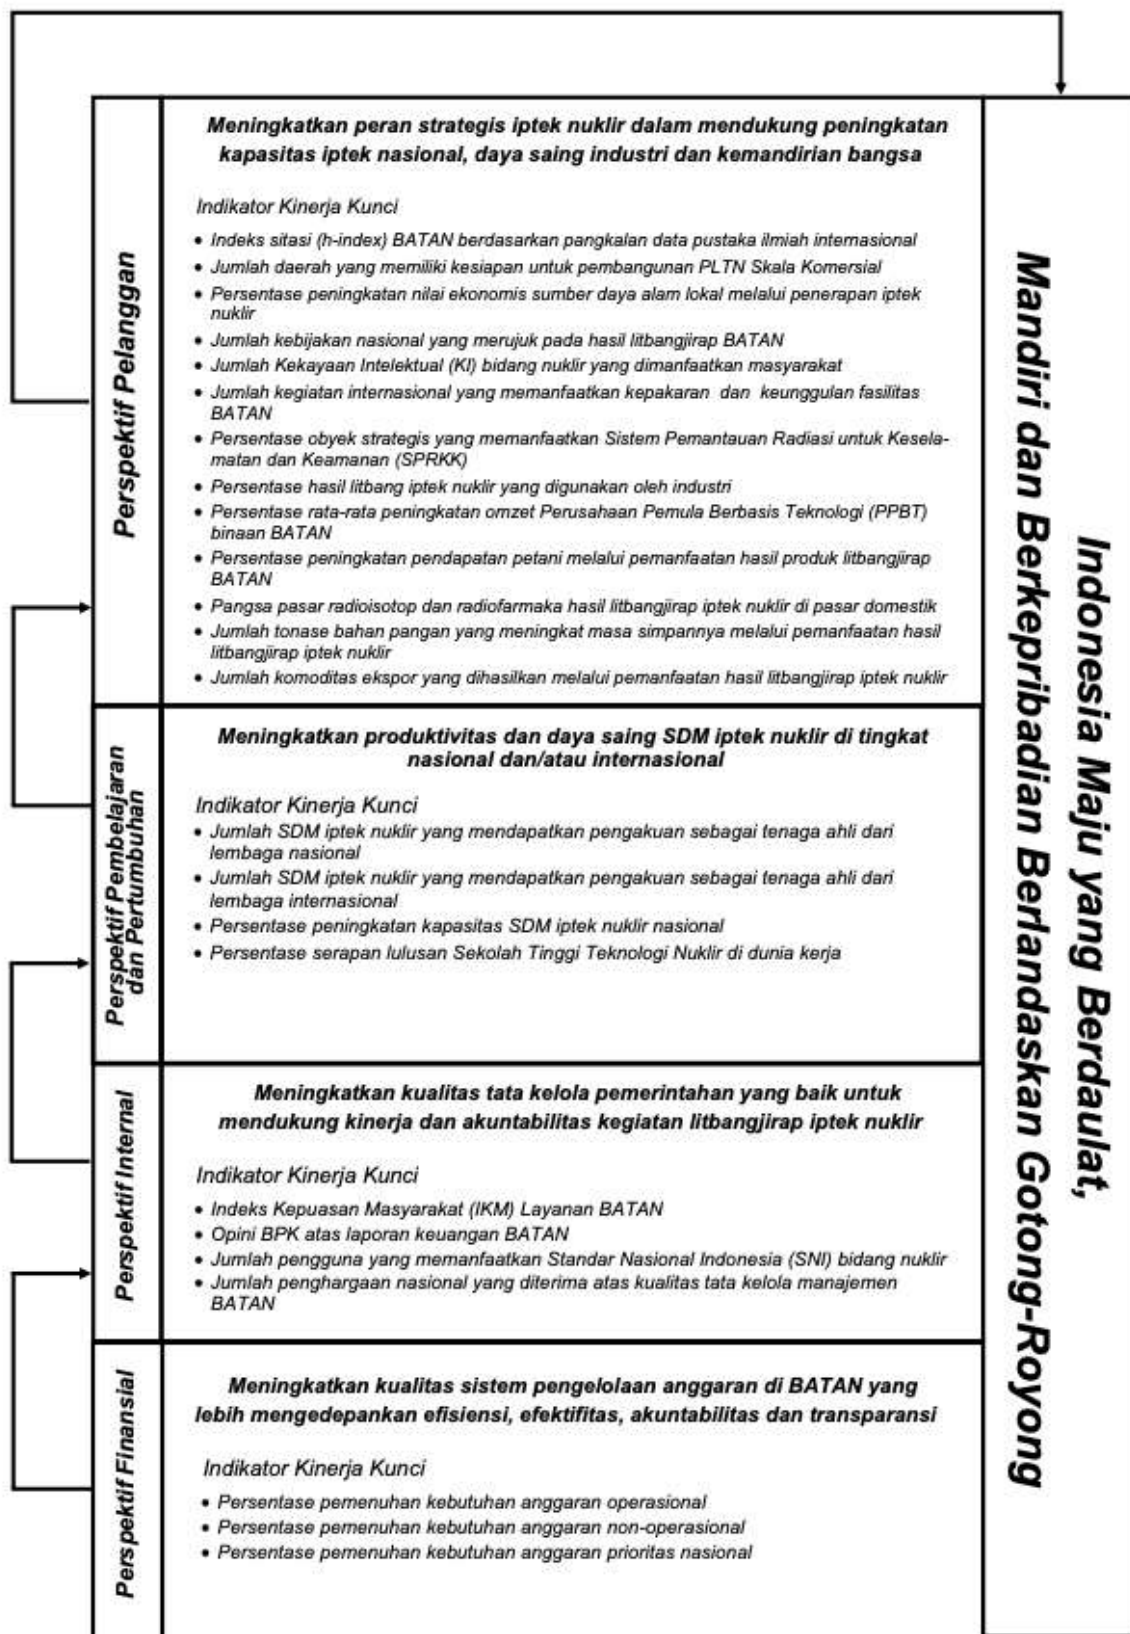 Perspektif Pelanggan
Meningkatkan peran strategis iptek nuklir dalam mendukung peningkatan
kapasitas iptek nasional, daya saing industri dan kemandirian bangsa
Indikator Kinerja Kunci
• Indeks sitasi (h-index) BATAN berdasarkan pangkalan data pustaka ilmiah internasional
• Jumlah daerah yang memiliki kesiapan untuk pembangunan PLTN Skala Komersial
• Persentase peningkatan nilai ekonomis sumber daya alam lokal melalui penerapan iptek
nuklir
• Jumlah kebijakan nasional yang merujuk pada hasil litbangjirap BATAN
• Jumlah Kekayaan Intelektual (KI) bidang nuklir yang dimanfaatkan masyarakat
• Jumlah kegiatan internasional yang memanfaatkan kepakaran dan keunggulan fasilitas
BATAN
• Persentase obyek strategis yang memanfaatkan Sistem Pemantauan Radiasi untuk Kesela-
matan dan Keamanan (SPRKK)
• Persentase hasil litbang iptek nuklir yang digunakan oleh industri
• Persentase rata-rata peningkatan omzet Perusahaan Pemula Berbasis Teknologi (PPBT)
binaan BATAN
• Persentase peningkatan pendapatan petani melalui pemanfaatan hasil produk litbangjirap
BATAN
• Pangsa pasar radioisotop dan radiofarmaka hasil litbangjirap iptek nuklir di pasar domestik
• Jumlah tonase bahan pangan yang meningkat masa simpannya melalui pemanfaatan hasil
litbangjirap iptek nuklir
• Jumlah komoditas ekspor yang dihasilkan melalui pemanfaatan hasil litbangjirap iptek nuklir
Perspektif Pembelajaran
dan Pertumbuhan
Meningkatkan produktivitas dan daya saing SDM iptek nuklir di tingkat
nasional dan/atau internasional
Indikator Kinerja Kunci
• Jumlah SDM iptek nuklir yang mendapatkan pengakuan sebagai tenaga ahli dari
lembaga nasional
• Jumlah SDM iptek nuklir yang mendapatkan pengakuan sebagai tenaga ahli dari
lembaga internasional
• Persentase peningkatan kapasitas SDM iptek nuklir nasional
• Persentase serapan lulusan Sekolah Tinggi Teknologi Nuklir di dunia kerja
Perspektif Internal
Meningkatkan kualitas tata kelola pemerintahan yang baik untuk
mendukung kinerja dan akuntabilitas kegiatan litbangjirap iptek nuklir
Indikator Kinerja Kunci
• Indeks Kepuasan Masyarakat (IKM) Layanan BATAN
• Opini BPK atas laporan keuangan BATAN
• Jumlah pengguna yang memanfaatkan Standar Nasional Indonesia (SNI) bidang nuklir
• Jumlah penghargaan nasional yang diterima atas kualitas tata kelola manajemen
BATAN
Perspektif Finansial
Meningkatkan kualitas sistem pengelolaan anggaran di BATAN yang
lebih mengedepankan efisiensi, efektifitas, akuntabilitas dan transparansi
Indikator Kinerja Kunci
• Persentase pemenuhan kebutuhan anggaran operasional
• Persentase pemenuhan kebutuhan anggaran non-operasional
• Persentase pemenuhan kebutuhan anggaran prioritas nasional
Indonesia Maju yang Berdaulat,
Mandiri dan Berkepribadian Berlandaskan Gotong-Royong